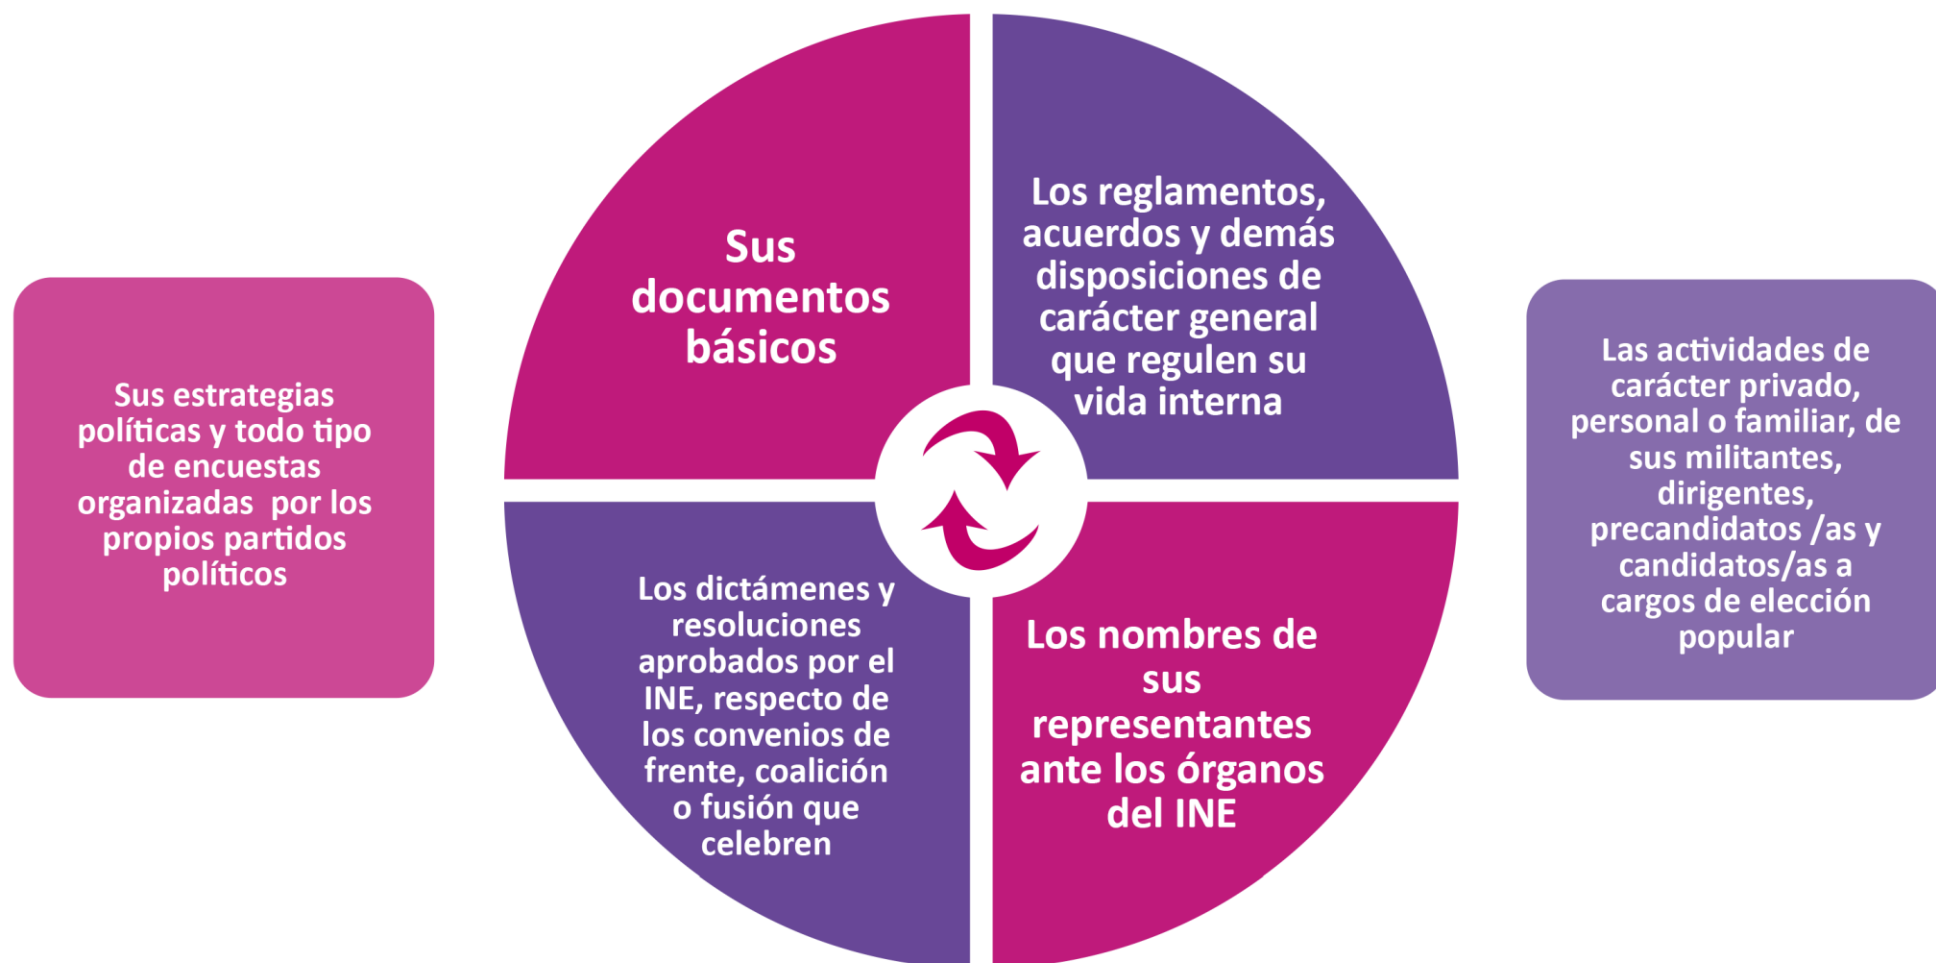 Sus estrategias
políticas y todo tipo
de encuestas
organizadas  por los
propios partidos
políticos
Sus
documentos
básicos
Los reglamentos,
acuerdos y demás
disposiciones de
carácter general
que regulen su
vida interna
Los dictámenes y
resoluciones
aprobados por el
INE, respecto de
los convenios de
frente, coalición
o fusión que
celebren
Los nombres de
sus
representantes
ante los órganos
del INE
Las actividades de
carácter privado,
personal o familiar, de
sus militantes,
dirigentes,
precandidatos /as y
candidatos/as a
cargos de elección
popular